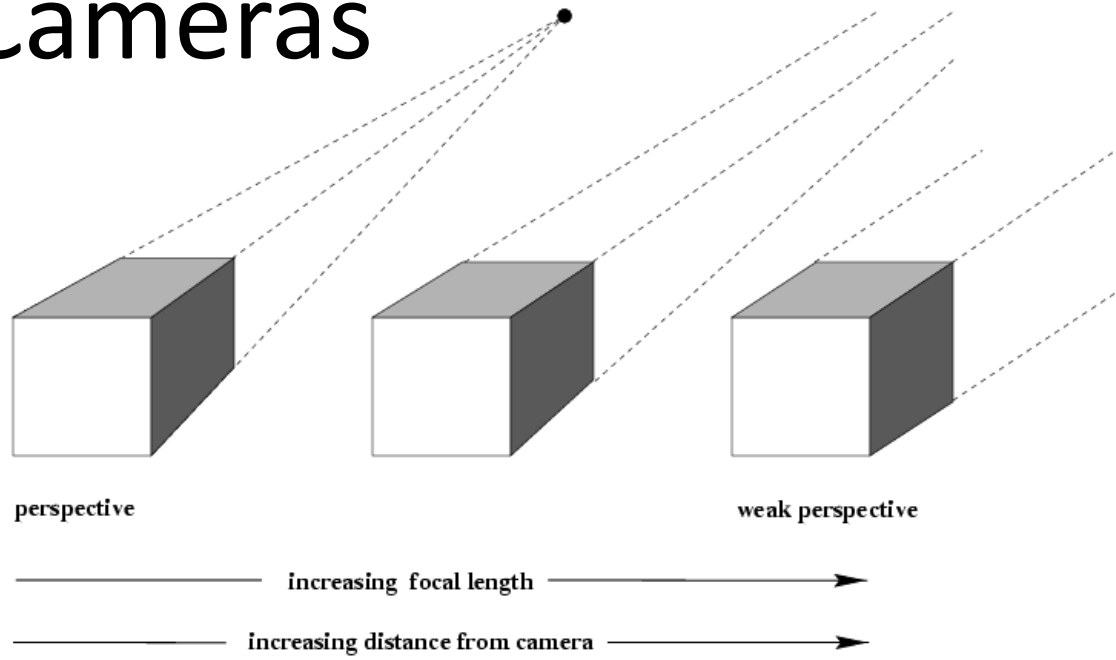 Cameras
perspective
weak perspective
increasing focal length
increasing distance from camera